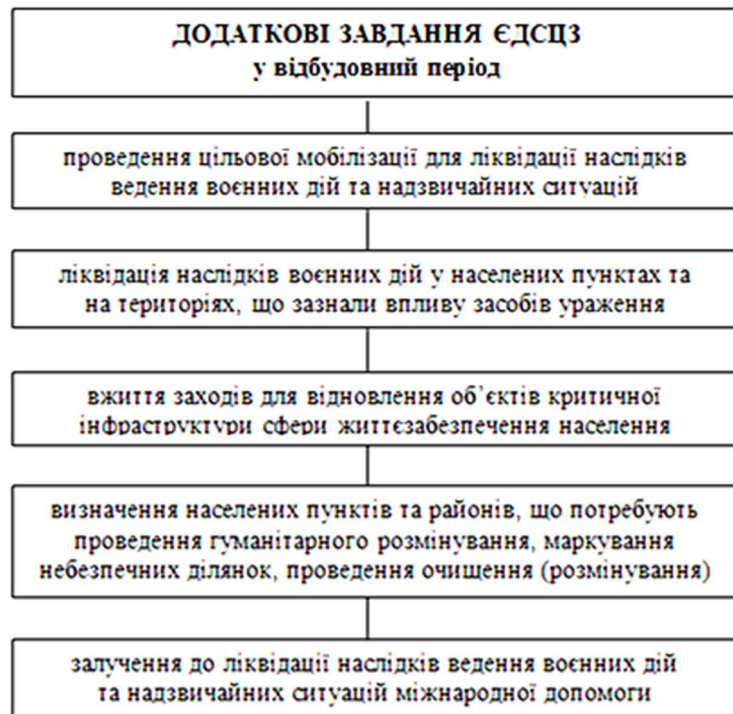 ДОДАТКОВІ ЗАВДАННЯ ЄДСЦЗ
у відбудовний період
проведення цільової мобілізації для ліквідації наслідків
ведення воєнних дій та надзвичайних ситуацій
ліквідація наслідків воєнних дій у населених пунктах та
на територіях, що зазнали впливу засобів ураження
вжиття заходів для відновлення об’єктів критичної
інфраструктури сфери життєзабезпечення населення
визначення населених пунктів та районів, що потребують
проведення гуманітарного розмінування, маркування
небезпечних ділянок, проведення очищення (розмінування)
залучення до ліквідації наслідків ведення воєнних дій
та надзвичайних ситуацій міжнародної допомоги